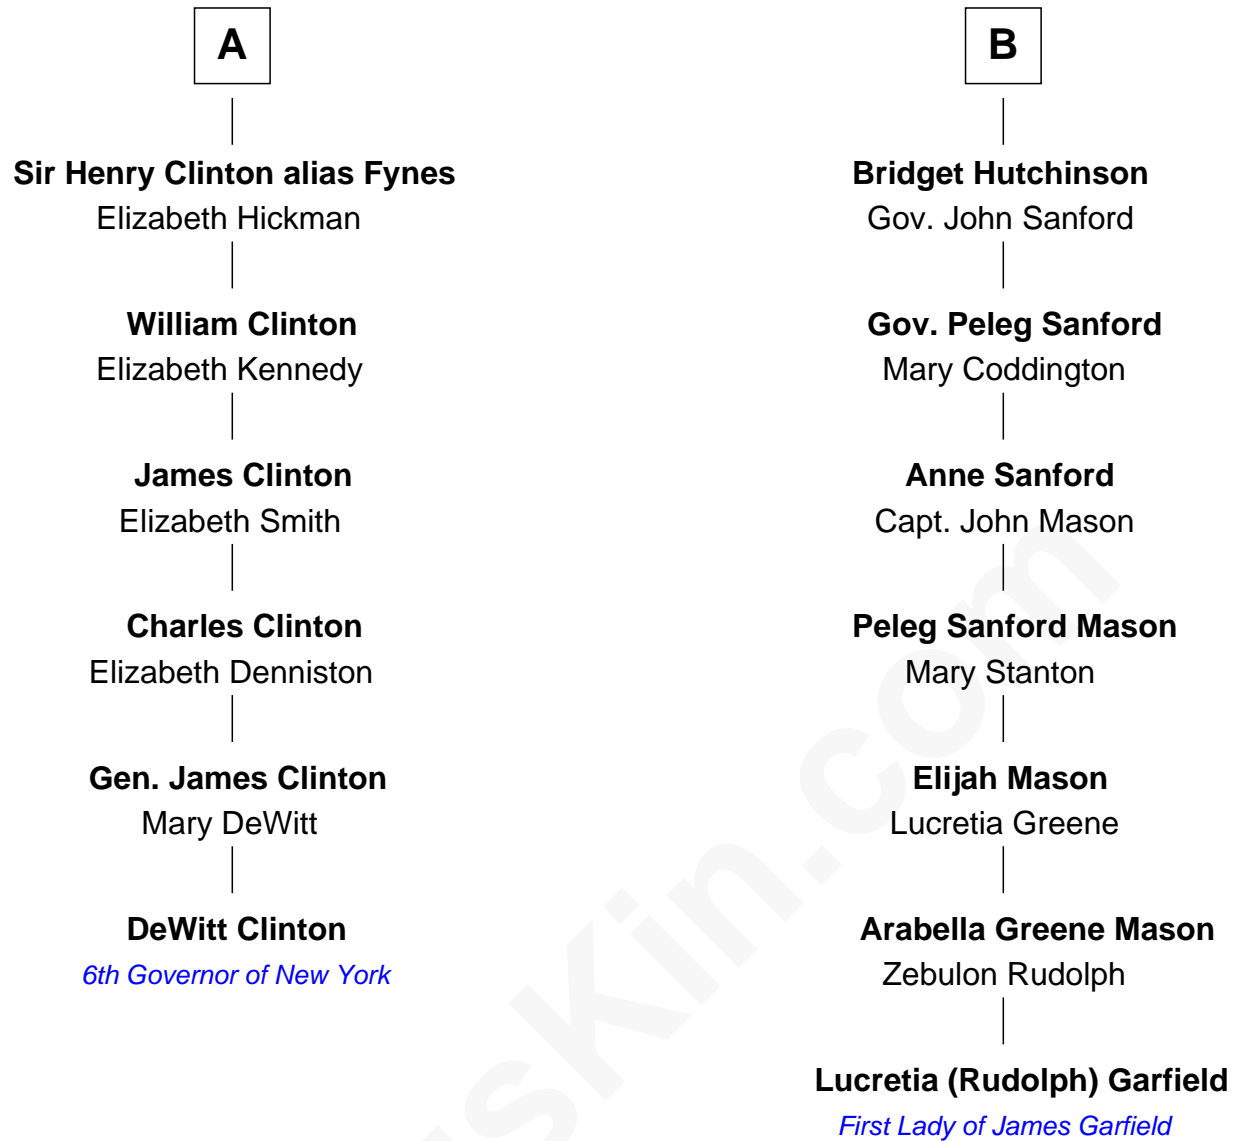 A
Sir Henry Clinton alias Fynes
Elizabeth Hickman
William Clinton
Elizabeth Kennedy
James Clinton
Elizabeth Smith
Charles Clinton
Elizabeth Denniston
Gen. James Clinton
Mary DeWitt
DeWitt Clinton
6th Governor of New York
B
Bridget Hutchinson
Gov. John Sanford
Gov. Peleg Sanford
Mary Coddington
Anne Sanford
Capt. John Mason
Peleg Sanford Mason
Mary Stanton
Elijah Mason
Lucretia Greene
Arabella Greene Mason
Zebulon Rudolph
Lucretia (Rudolph) Garfield
First Lady of James Garfield
sKin.com